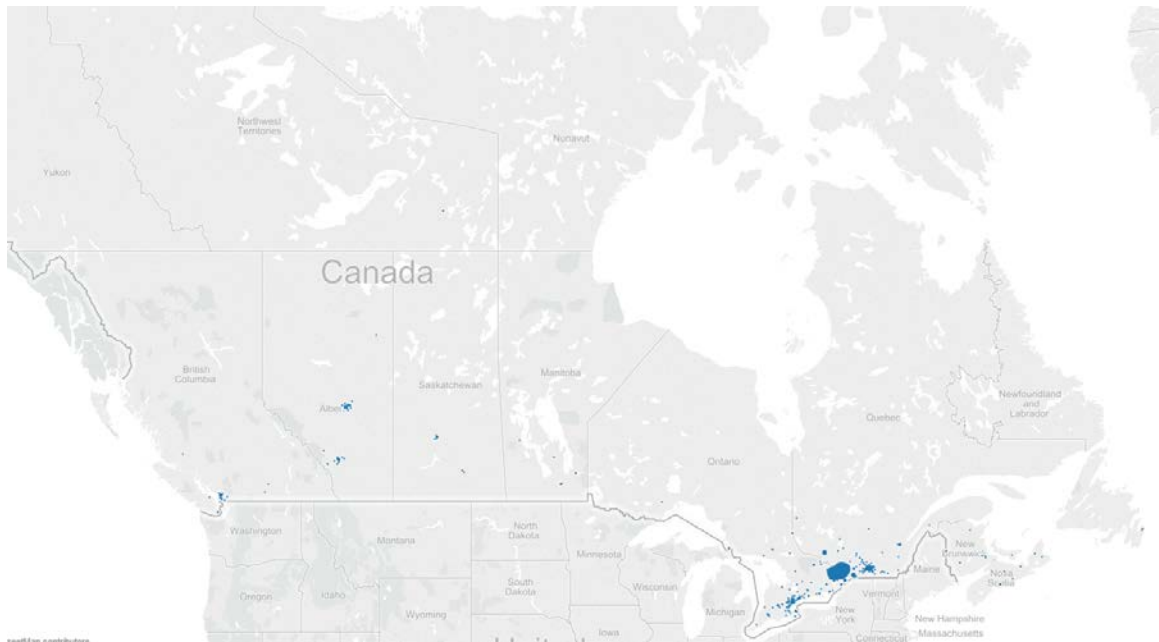 Northwest
Territories
Nunavut
Yukon
Canada
British
Columbia
Manitoba
Saskatchewan
Newfoundland
and
Labrador
Quebec
Ontario
Washington
North
Dakota
Montana
Minnesota
New
Brunswick
Maine
Nova
Scotia
South
Dakota
Wisconsin
Oregon
Idaho
Vermont
Michigan
New
York
Wyoming
New Hampshire
Iowa
Connecticut
Massachusetts